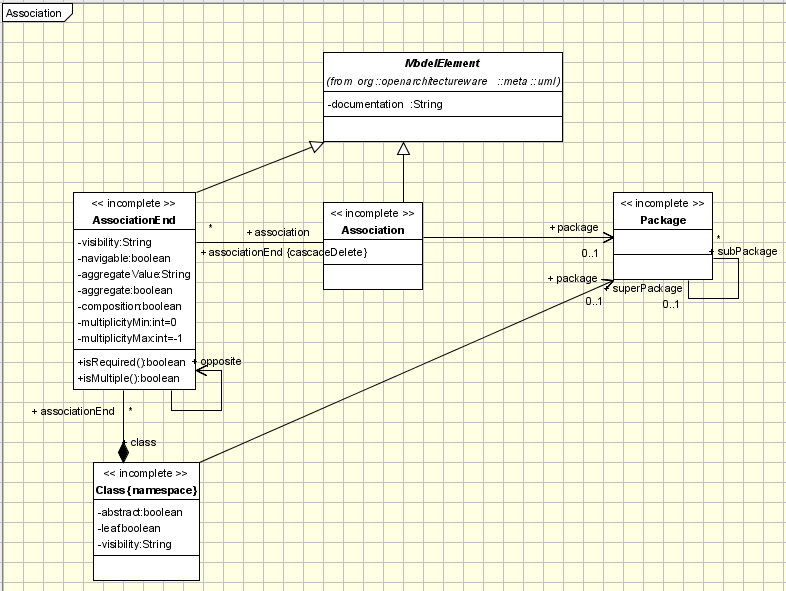 Association
ModelElement
(from org::openarchitectureware ::meta::uml)
-documentation :String
<< incomplete >>
AssociationEnd
-visibility:String
-navigable:boolean
-aggregateValue:String
-aggregate:boolean
-composition:boolean
-multiplicityMin:int=0
-multiplicityMax:int=-1
+isRequired():boolean
+isMultiple():boolean
*
+ association
+ associationEnd {cascadeDelete}
<< incomplete >>
Association
+ package
0..1
<< incomplete >>
Package
*
+ subPackage
+ package
0..1
+ superPackage
0..1
+ opposite
+ associationEnd
*
+ class
<< incomplete >>
Class{namespace}
-abstract:boolean
-leaf:boolean
-visibility:String